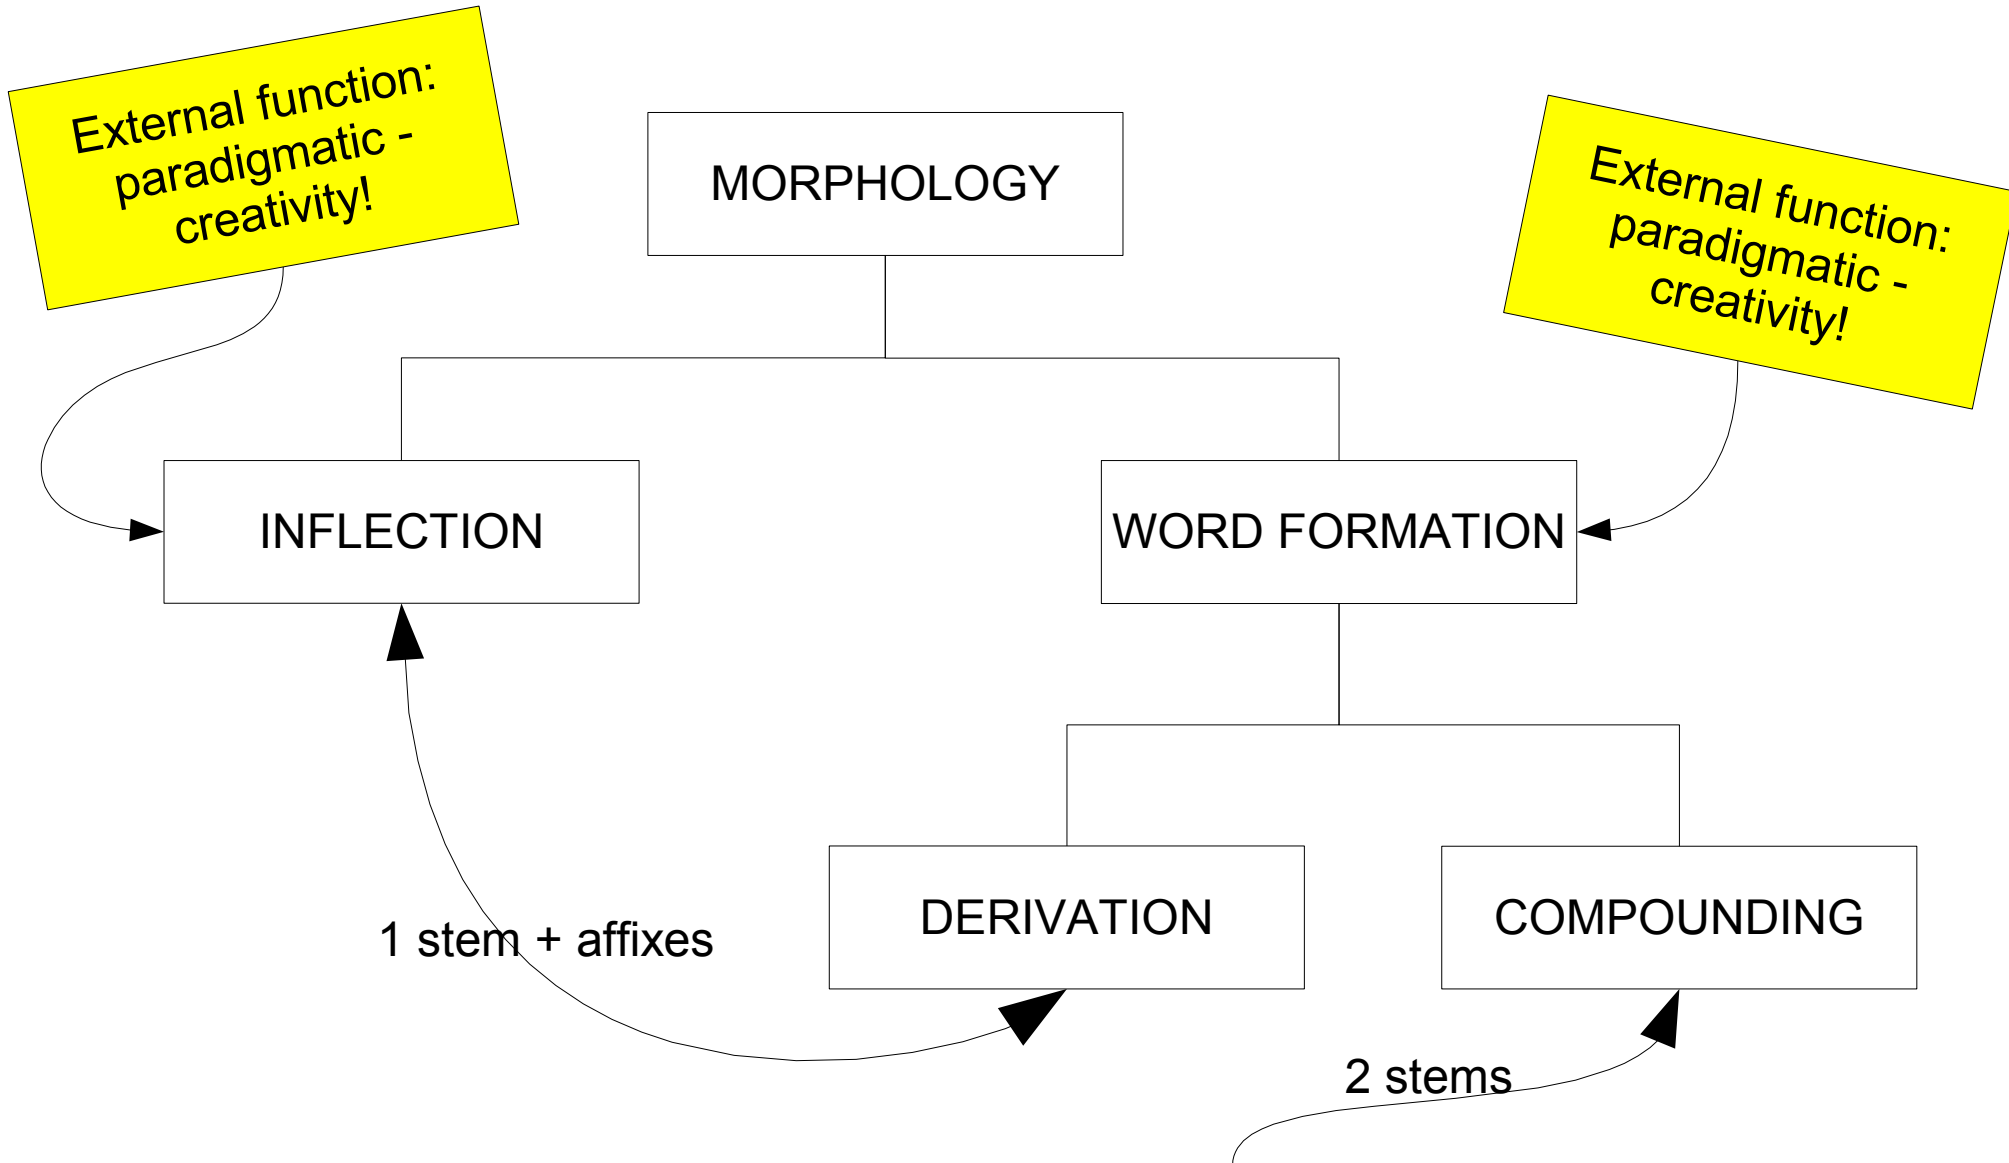 External function:
paradigmatic -
creativity!
MORPHOLOGY
External function:
paradigmatic -
creativity!
INFLECTION
WORD FORMATION
DERIVATION
COMPOUNDING
1 stem + affixes
2 stems